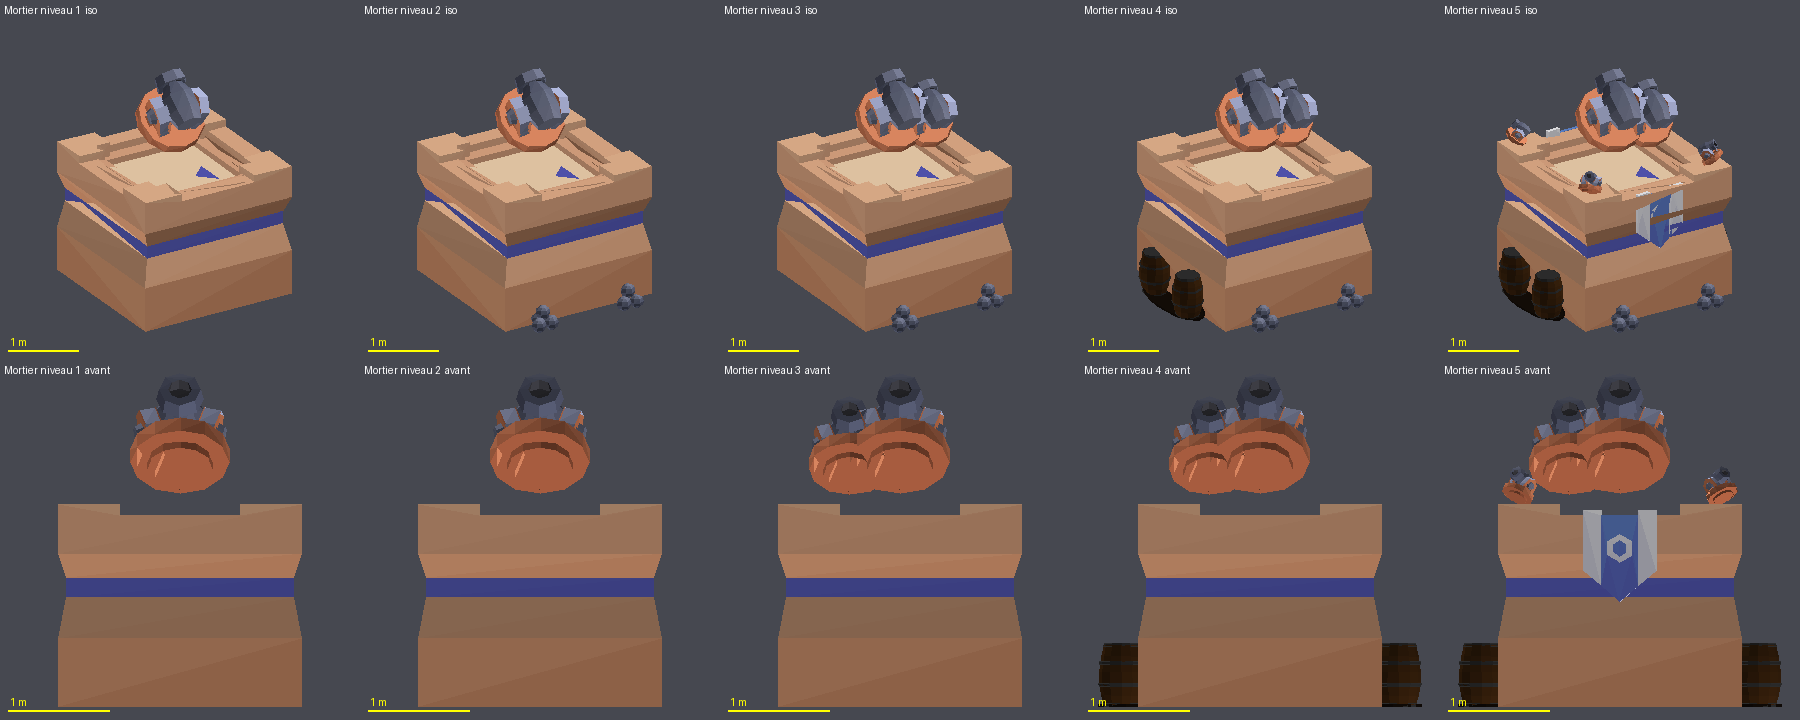 Mortier niveau 1 iso
Mortier niveau 2 iso
Mortier niveau 3 iso
Mortier niveau 4 iso
Mortier niveau 5 iso
1 m
1 m
1 m
1 m
1 m
Mortier niveau 1 avant
Mortier niveau 2 avant
Mortier niveau 3 avant
Mortier niveau 4 avant
Mortier niveau 5 avant
1 m
1 m
1 m
1 m
1 m